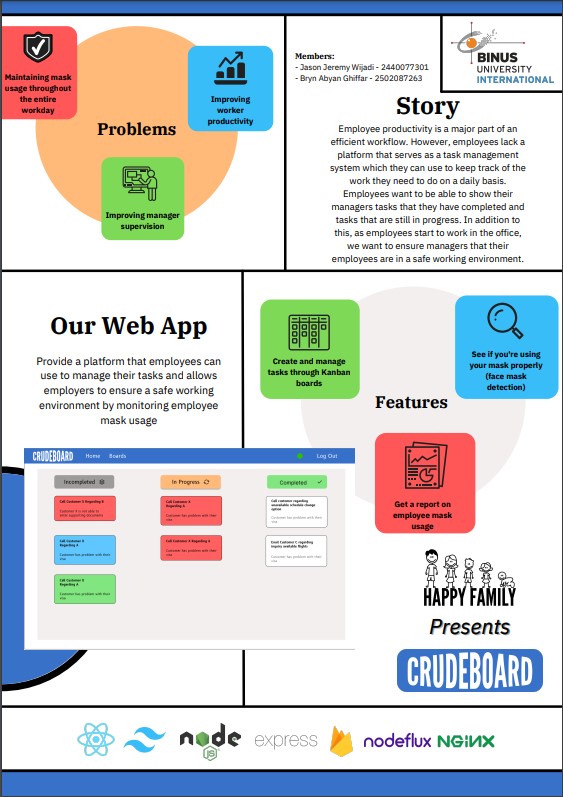 Maintaining mask
usage throughout
the entire
workday
Improving
worker
productivity
Problems
Improving manager
supervision
Members:
- Jason Jeremy Wijadi - 2440077301
- Bryn Abyan Ghiffar - 2502087263
BINUS
UNIVERSITY
INTERNATIONAL
Story
Employee productivity is a major part of an
efficient workflow. However, employees lack a
platform that serves as a task management
system which they can use to keep track of the
work they need to do on a daily basis.
Employees want to be able to show their
managers tasks that they have completed and
tasks that are still in progress. In addition to
this, as employees start to work in the office,
we want to ensure managers that their
employees are in a safe working environment.
Our Web App
Provide a platform that employees can
use to manage their tasks and allows
employers to ensure a safe working
environment by monitoring employee
mask usage
CRUDEBOARD Home Boards Log Out
Incompleted
In Progress
Completed
Call Customer D Regarding B
Customer A is not able to
Call Customer D
Regarding A
Customer has problem with their
visa
Call Customer D
Regarding A
Customer has problem with their
visa
Call Customer A
Regarding A
Customer has problem with their
visa
Customer has problem with their
visa
Call customer regarding
unavailable schedule change
option
Customer has problem with their
visa
Email Customer C regarding
inquiry available flights
Customer has problem with their
visa
Create and manage
tasks through Kanban
boards
See if you're using
your mask properly
(face mask
detection)
Features
Get a report on
employee mask
usage
HAPPY FAMILY
Presents
CRUDEBOARD
node
JS
express
nodeflux
NGiNX